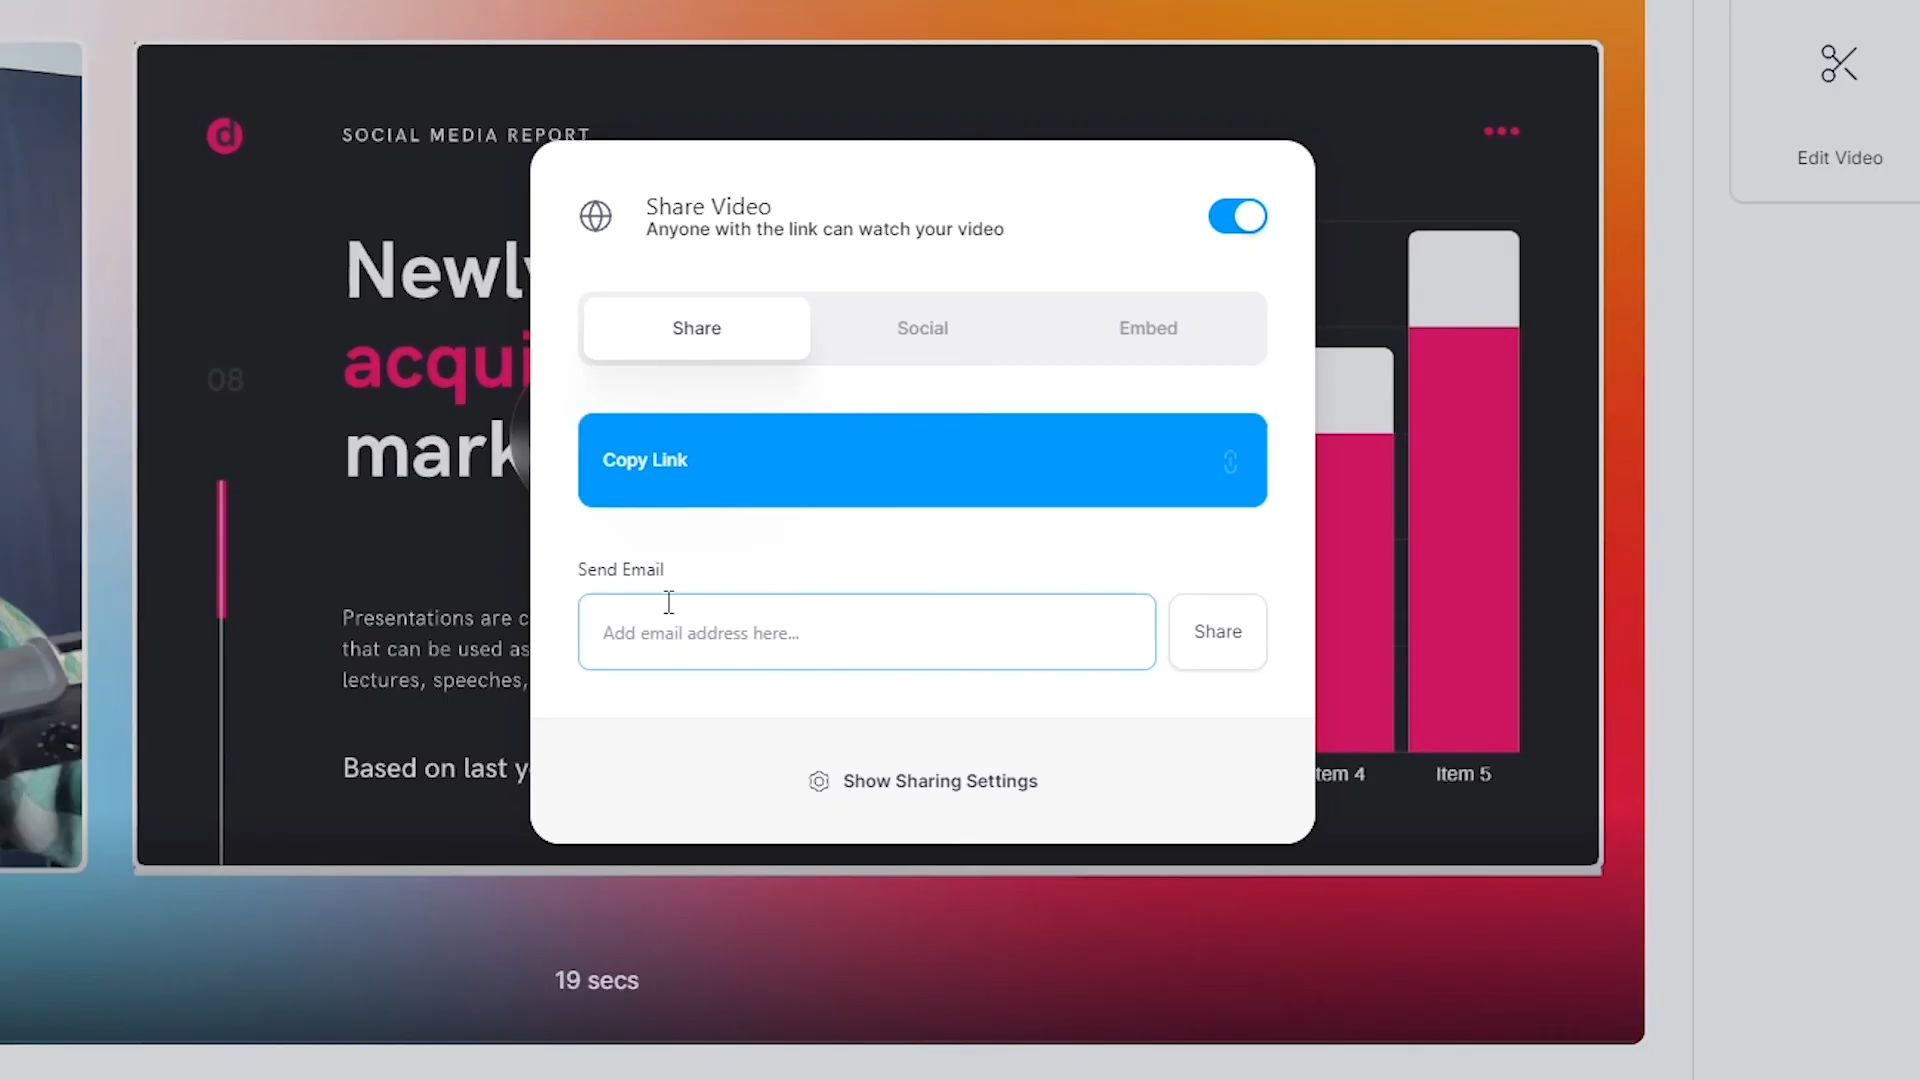 Edit Video
d
SOCIAL MEDIA REPORT
Newly
acqui
mark
08
Presentations are c
that can be used as
lectures, speeches,
Based on last y
Share Video
Anyone with the link can watch your video
Share
Social
Embed
Copy Link
Send Email
Add email address here...
Share
Show Sharing Settings
tem 4
Item 5
19 secs